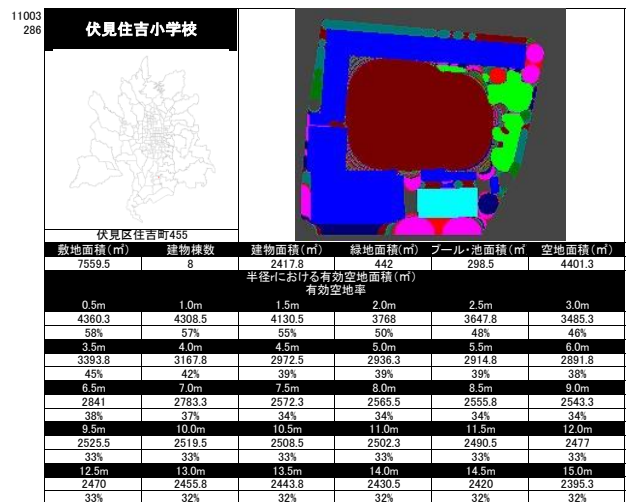 11003
286
伏見住吉小学校
伏見区住吉町455
敷地面積(㎡) 建物棟数 建物面積(㎡) 緑地面積(㎡) プール・池面積(㎡ 空地面積(㎡)
7559.5 8 2417.8 442 298.5 4401.3
半径rにおける有効空地面積(㎡)
有効空地率
0.5m 1.0m 1.5m 2.0m 2.5m 3.0m
4360.3 4308.5 4130.5 3768 3647.8 3485.3
58% 57% 55% 50% 48% 46%
3.5m 4.0m 4.5m 5.0m 5.5m 6.0m
3393.8 3167.8 2972.5 2936.3 2914.8 2891.8
45% 42% 39% 39% 39% 38%
6.5m 7.0m 7.5m 8.0m 8.5m 9.0m
2841 2783.3 2572.3 2565.5 2555.8 2543.3
38% 37% 34% 34% 34% 34%
9.5m 10.0m 10.5m 11.0m 11.5m 12.0m
2525.5 2519.5 2508.5 2502.3 2490.5 2477
33% 33% 33% 33% 33% 33%
12.5m 13.0m 13.5m 14.0m 14.5m 15.0m
2470 2455.8 2443.8 2430.5 2420 2395.3
33% 32% 32% 32% 32% 32%